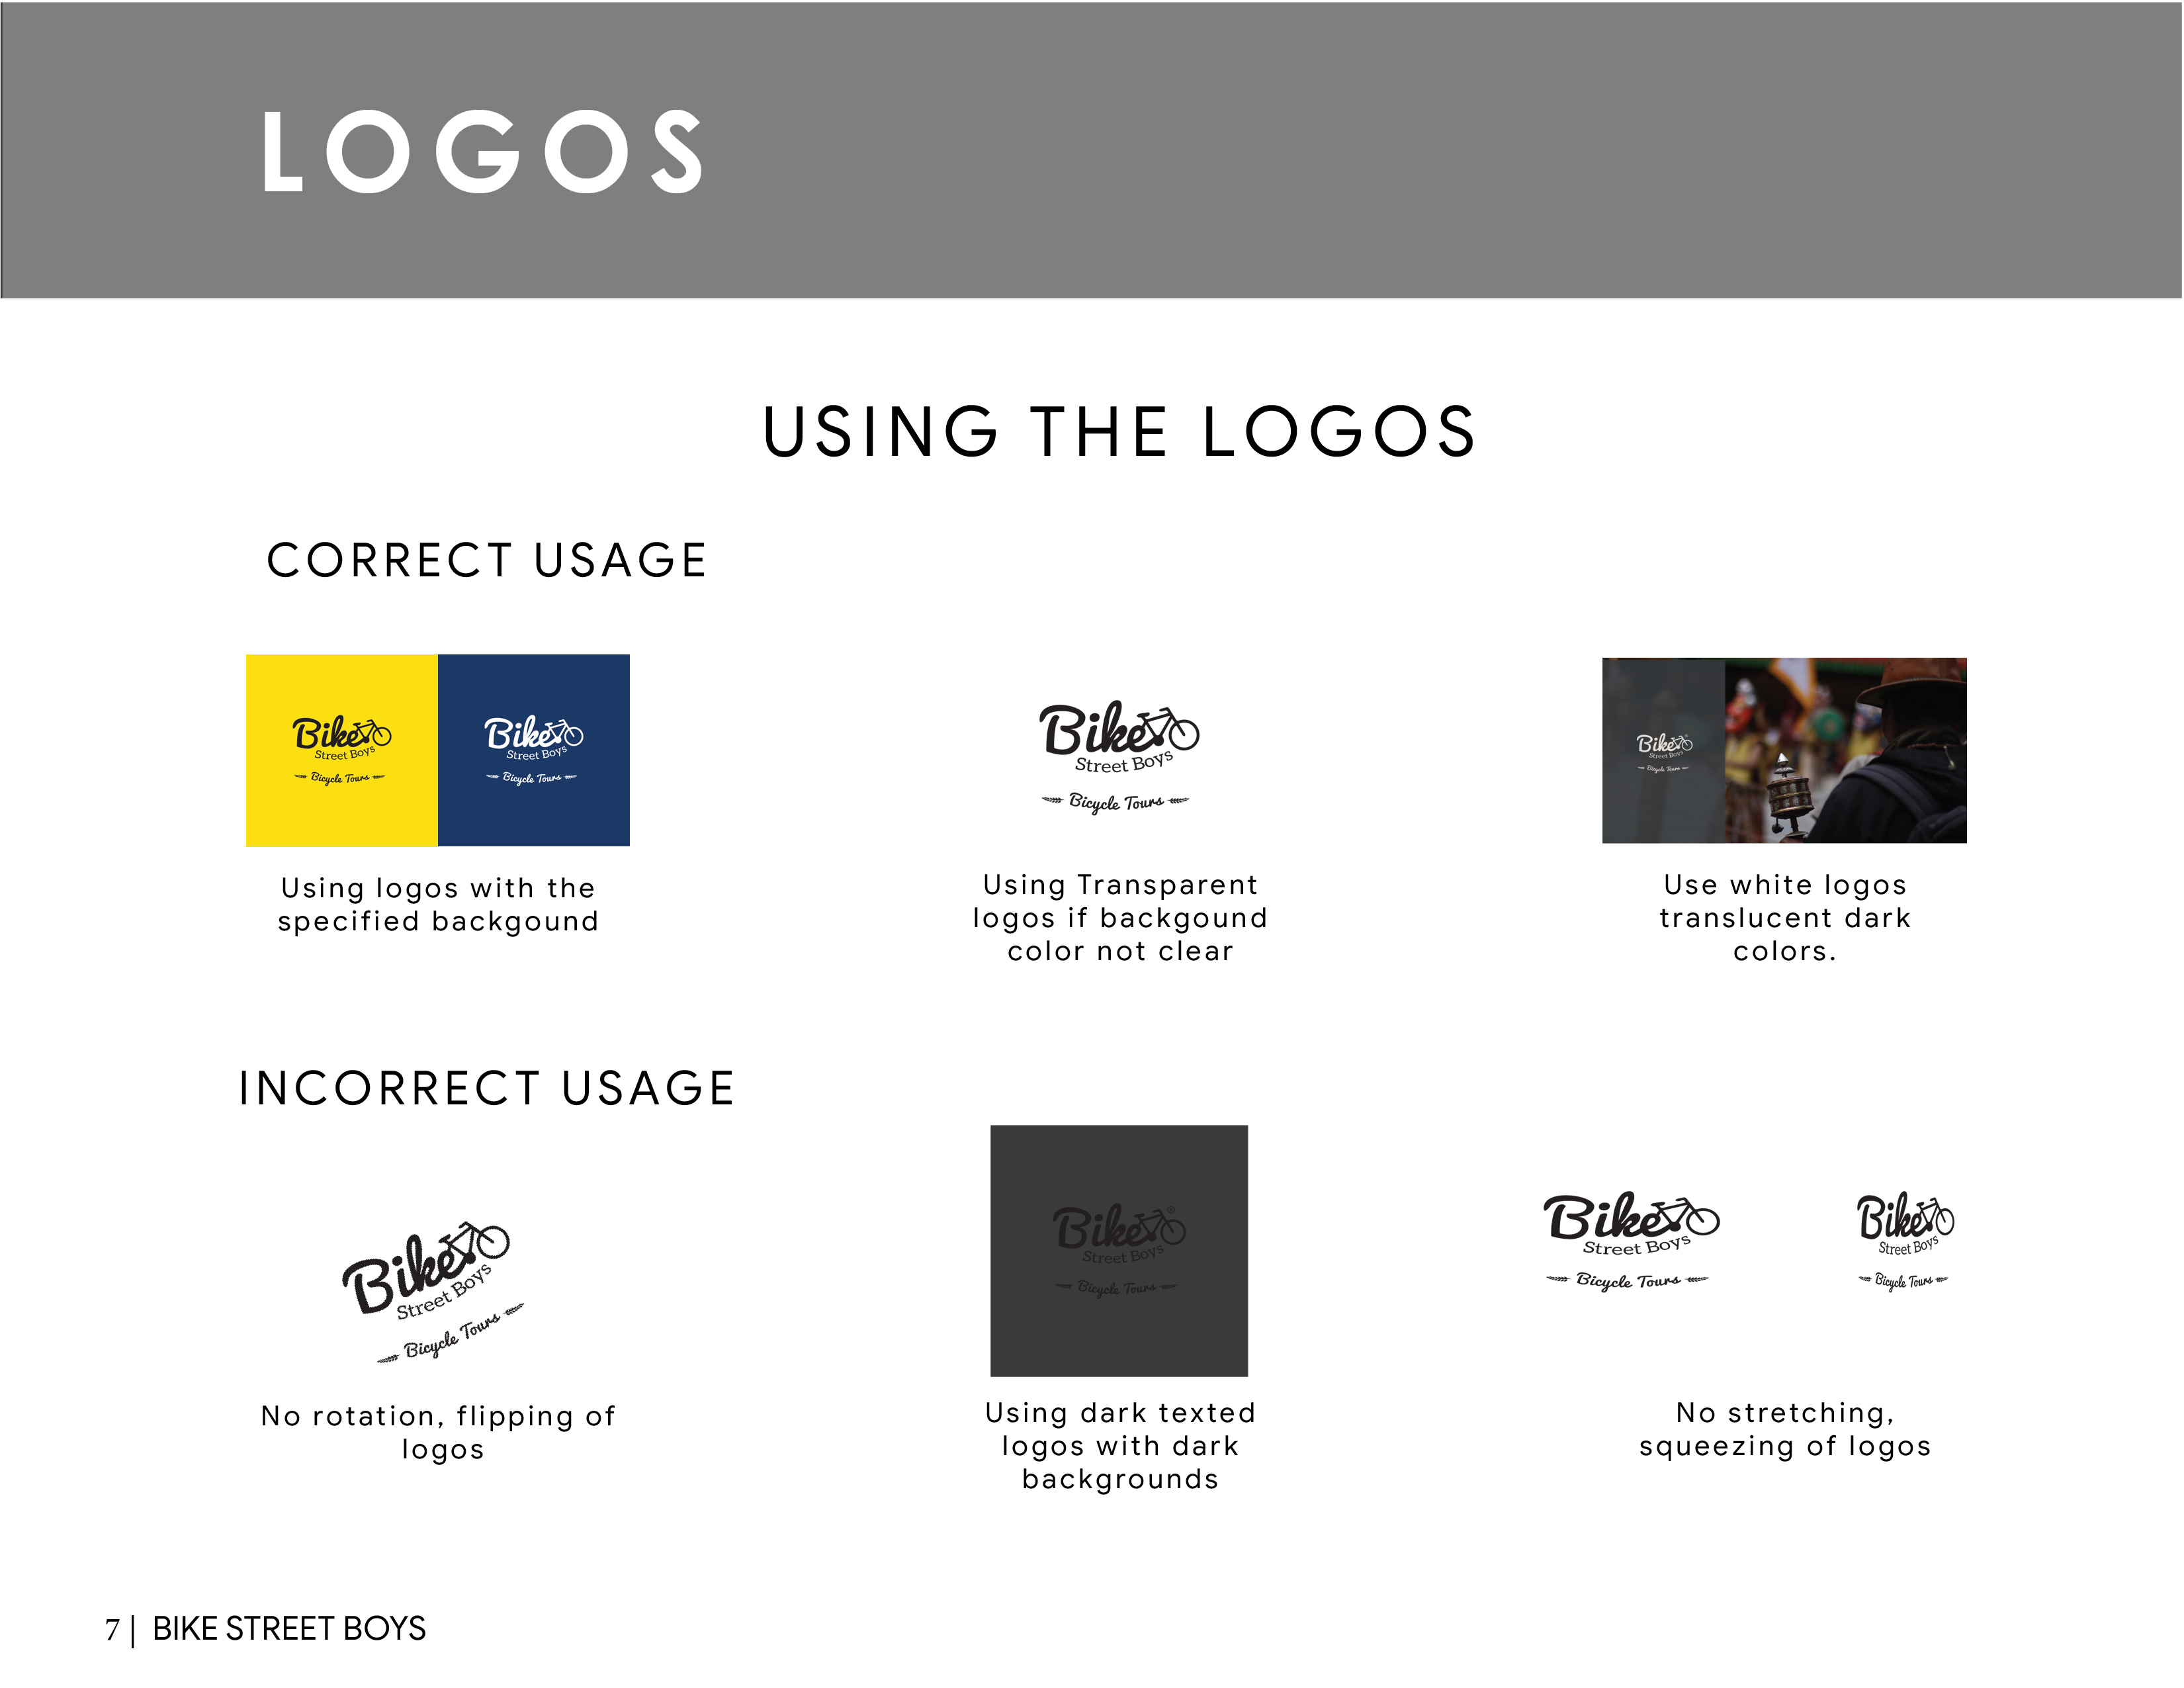 LOGOS
USING THE LOGOS
CORRECT USAGE
Bike
Street Boys
Bicycle Tours
Bike
Street Boys
Bicycle Tours
Bike
Street Boys
Bicycle Tours
Bike
Street Boys
Bicycle Tours
Using logos with the
specified backgound
Using Transparent
logos if backgound
color not clear
Use white logos
translucent dark
colors.
INCORRECT USAGE
Bike
Street Boys
Bicycle Tours
Bike®
Street Boys
Bicycle Tours
Bike
Street Boys
Bicycle Tours
Bike
Street Boys
Bicycle Tours
No rotation, flipping of
logos
Using dark texted
logos with dark
backgrounds
No stretching,
squeezing of logos
7 | BIKE STREET BOYS